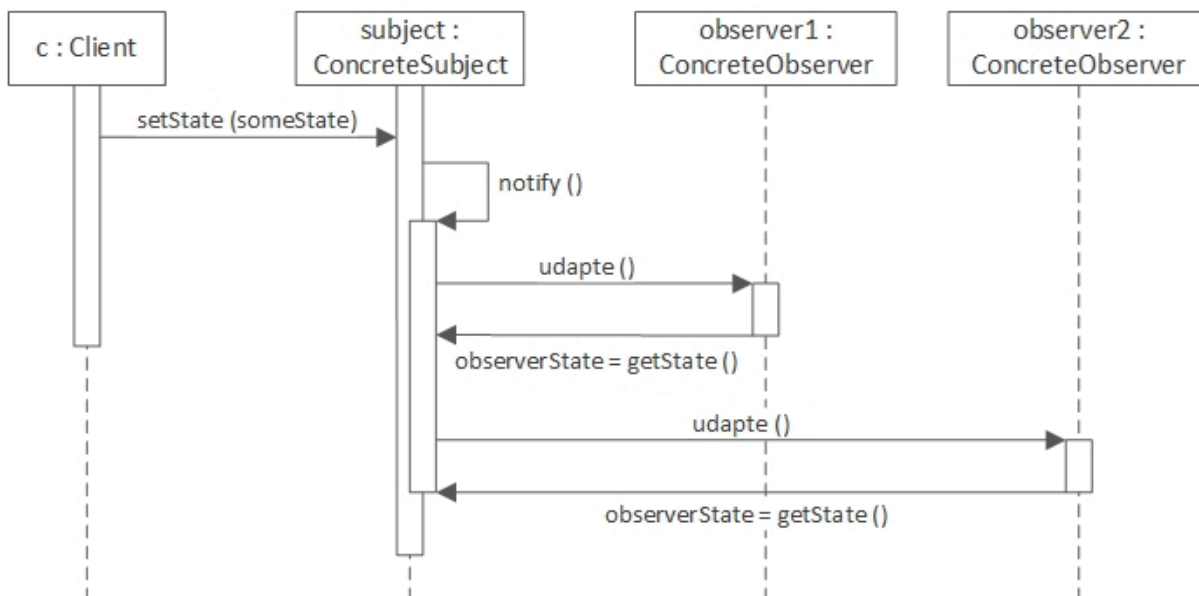 c : Client
subject :
ConcreteSubject
observer1 :
ConcreteObserver
observer2 :
ConcreteObserver
setState (someState)
notify ()
udapte ()
observerState = getState ()
udapte ()
observerState = getState ()